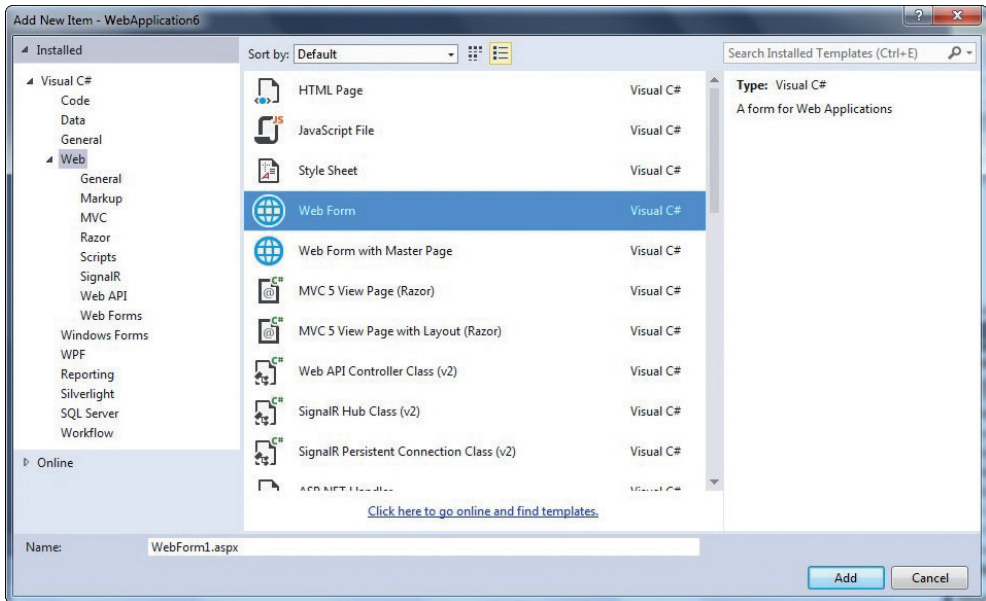 Add New Item - WebApplication6
Installed
Visual C#
Code
Data
General
Web
General
Markup
MVC
Razor
Scripts
SignalR
Web API
Web Forms
Windows Forms
WPF
Reporting
Silverlight
SQL Server
Workflow
Online
Sort by: Default
HTML Page Visual C#
JS
JavaScript File Visual C#
Style Sheet Visual C#
Web Form Visual C#
Web Form with Master Page Visual C#
C#
@
MVC 5 View Page (Razor) Visual C#
C#
@
MVC 5 View Page with Layout (Razor) Visual C#
C#
Web API Controller Class (v2) Visual C#
C#
SignalR Hub Class (v2) Visual C#
C#
SignalR Persistent Connection Class (v2) Visual C#
ASP.NET Handler Visual C#
Click here to go online and find templates.
Search Installed Templates (Ctrl+E)
Type: Visual C#
A form for Web Applications
Name: WebForm1.aspx
Add Cancel